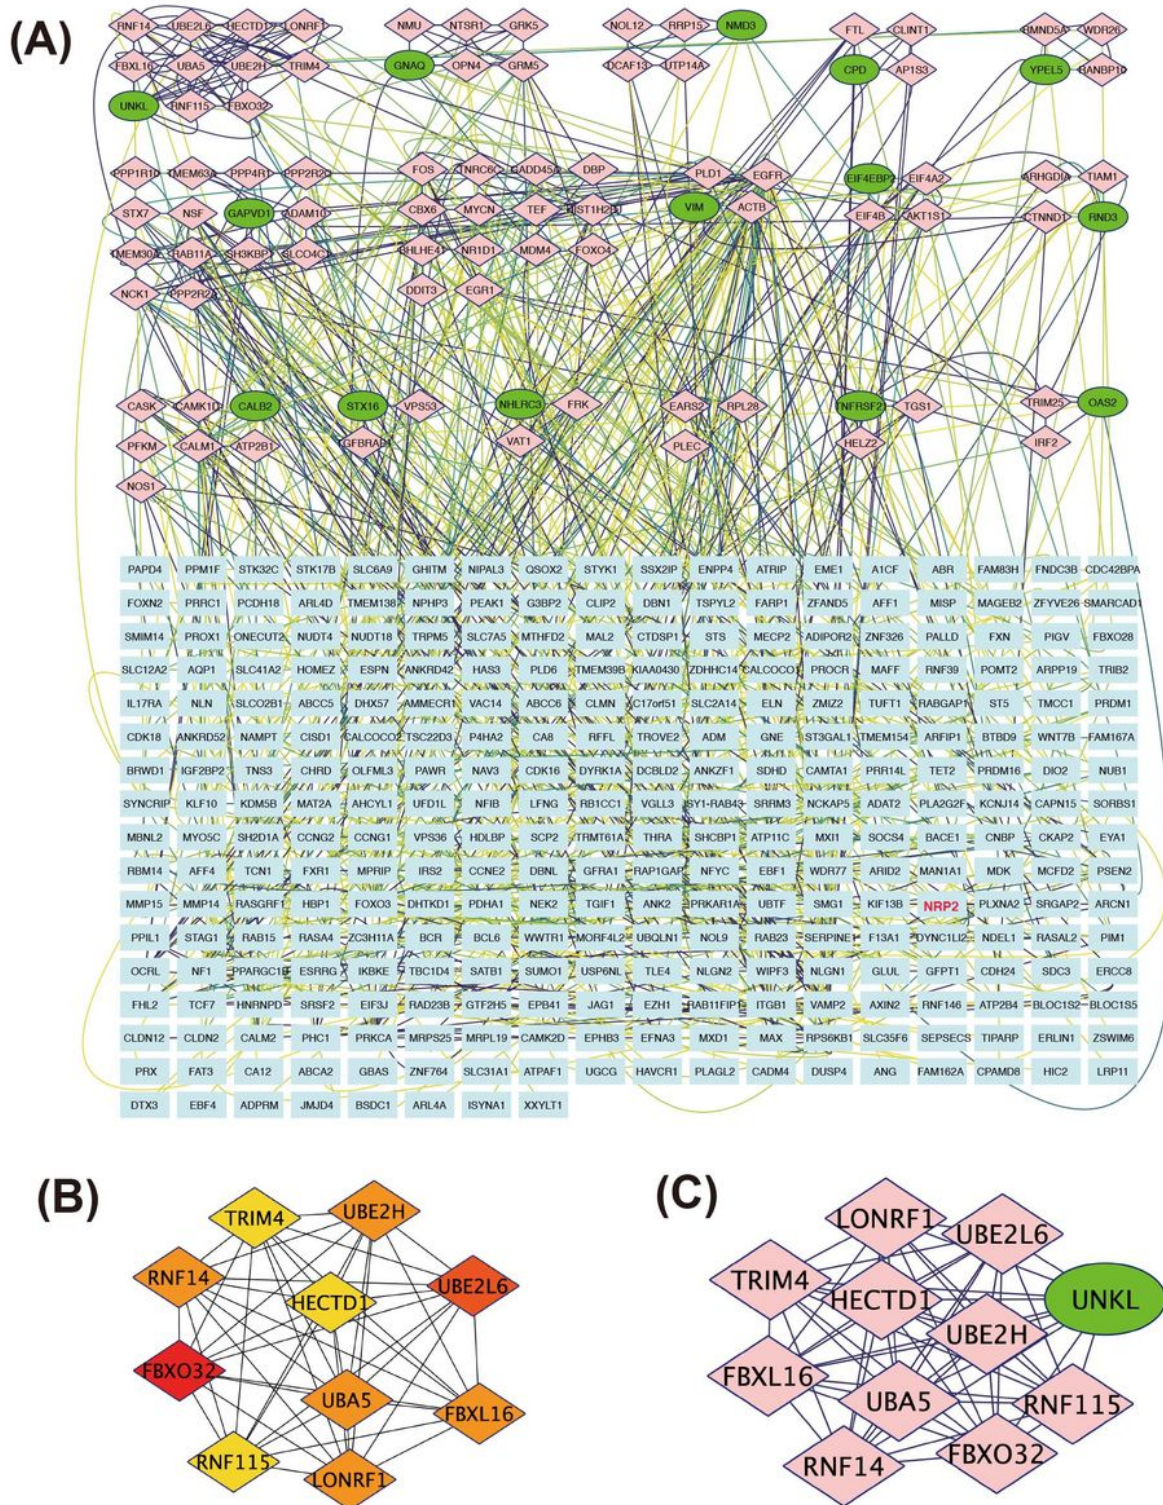 (A)
RNF14 UBE2L6 HECTD1 LONRF1 NMU NTSR1 GRK5 NOL12 RRP15 NMD3 FTL CLINT1 RMND5A WDR26
FBXL16 UBA5 UBE2H TRIM4 GNAQ OPN4 GRM5 DCAF13 UTP14A CPD AP1S3 YPEL5 RANBP10
UNKL RNF115 FBXO32
PPP1R10 TMEM63A PPP4R1 PPP2R2C FOS TNRC6C GADD45A DBP PLD1 EGFR EIF4EBP2 EIF4A2 ARHGDIA TIAM1
STX7 NSF GAPVD1 ADAM10 CBX6 MYCN TEF VIM ACTB EIF4B AKT1S1 CTNND1 RND3
TMEM30A RAB11A SH3KBP1 SLCO4C1 BHLHE41 NR1D1 MDM4 FOXO4
NCK1 PPP2R2A DDIT3 EGR1
CASK CAMK1D CALB2 STX16 VPS53 NHLRC3 FRK EARS2 RPL28 TNFRSF21 TGS1 TRIM25 OAS2
PFKM CALM1 ATP2B1 TGFBRAP1 VAT1 PLEC HELZ2 IRF2
NOS1
PAPD4 PPM1F STK32C STK17B SLC6A9 GHITM NIPAL3 QSOX2 STYK1 SSX2IP ENPP4 ATRIP EME1 A1CF ABR FAM83H FNDC3B CDC42BPA
FOXN2 PRRC1 PCDH18 ARL4D TMEM138 NPHP3 PEAK1 G3BP2 CLIP2 DBN1 TSPYL2 FARP1 ZFAND5 AFF1 MISP MAGEB2 ZFYVE26 SMARCAD1
SMIM14 PROX1 ONECUT2 NUDT4 NUDT18 TRPM5 SLC7A5 MTHFD2 MAL2 CTDSP1 STS MECP2 ADIPOR2 ZNF326 PALLD FXN PIGV FBXO28
SLC12A2 AQP1 SLC41A2 HOMEZ ESPN ANKRD42 HAS3 PLD6 TMEM39B KIAA0430 ZDHHC14 CALCOCO1 PROCR MAFF RNF39 POMT2 ARPP19 TRIB2
IL17RA NLN SLCO2B1 ABCC5 DHX57 AMMECR1 VAC14 ABCC6 CLMN C17orf51 SLC2A14 ELN ZMIZ2 TUFT1 RABGAP1 ST5 TMCC1 PRDM1
CDK18 ANKRD52 NAMPT CISD1 CALCOCO2 TSC22D3 P4HA2 CA8 RFFL TROVE2 ADM GNE ST3GAL1 TMEM154 ARFIP1 BTBD9 WNT7B FAM167A
BRWD1 IGF2BP2 TNS3 CHRD OLFML3 PAWR NAV3 CDK16 DYRK1A DCBLD2 ANKZF1 SDHD CAMTA1 PRR14L TET2 PRDM16 DIO2 NUB1
SYNCRIP KLF10 KDM5B MAT2A AHCYL1 UFD1L NFIB LFNG RB1CC1 VGLL3 SY1-RAB43 SRRM3 NCKAP5 ADAT2 PLA2G2F KCNJ14 CAPN15 SORBS1
MBNL2 MYO5C SH2D1A CCNG2 CCNG1 VPS36 HDLBP SCP2 TRMT61A THRA SHCBP1 ATP11C MXI1 SOCS4 BACE1 CNBP CKAP2 EYA1
RBM14 AFF4 TCN1 FXR1 MPRIP IRS2 CCNE2 DBNL GFRA1 RAP1GAP NFYC EBF1 WDR77 ARID2 MAN1A1 MDK MCFD2 PSEN2
MMP15 MMP14 RASGRF1 HBP1 FOXO3 DHTKD1 PDHA1 NEK2 TGIF1 ANK2 PRKAR1A UBTF SMG1 KIF13B NRP2 PLXNA2 SRGAP2 ARCN1
PPIL1 STAG1 RAB15 RASA4 ZC3H11A BCR BCL6 WWTR1 MORF4L2 UBQLN1 NOL9 RAB23 SERPINE1 F13A1 DYNC1LI2 NDEL1 RASAL2 PIM1
OCRL NF1 PPARGC1B ESRRG IKBKE TBC1D4 SATB1 SUMO1 USP6NL TLE4 NLGN2 WIPF3 NLGN1 GLUL GFPT1 CDH24 SDC3 ERCC8
FHL2 TCF7 HNRNPD SRSF2 EIF3J RAD23B GTF2H5 EPB41 JAG1 EZH1 RAB11FIP1 ITGB1 VAMP2 AXIN2 RNF146 ATP2B4 BLOC1S2 BLOC1S5
CLDN12 CLDN2 CALM2 PHC1 PRKCA MRPS25 MRPL19 CAMK2D EPHB3 EFNA3 MXD1 MAX RPS6KB1 SLC35F6 SEPSECS TIPARP ERLIN1 ZSWIM6
PRX FAT3 CA12 ABCA2 GBAS ZNF764 SLC31A1 ATPAF1 UGCG HAVCR1 PLAGL2 CADM4 DUSP4 ANG FAM162A CPAMD8 HIC2 LRP11
DTX3 EBF4 ADPRM JMJD4 BSDC1 ARL4A ISYNA1 XXYLT1
(B)
TRIM4 UBE2H
RNF14 UBE2L6
HECTD1
FBXO32
UBA5 FBXL16
RNF115 LONRF1
(C)
LONRF1 UBE2L6
TRIM4 HECTD1 UNKL
UBE2H
FBXL16 UBA5 RNF115
RNF14 FBXO32